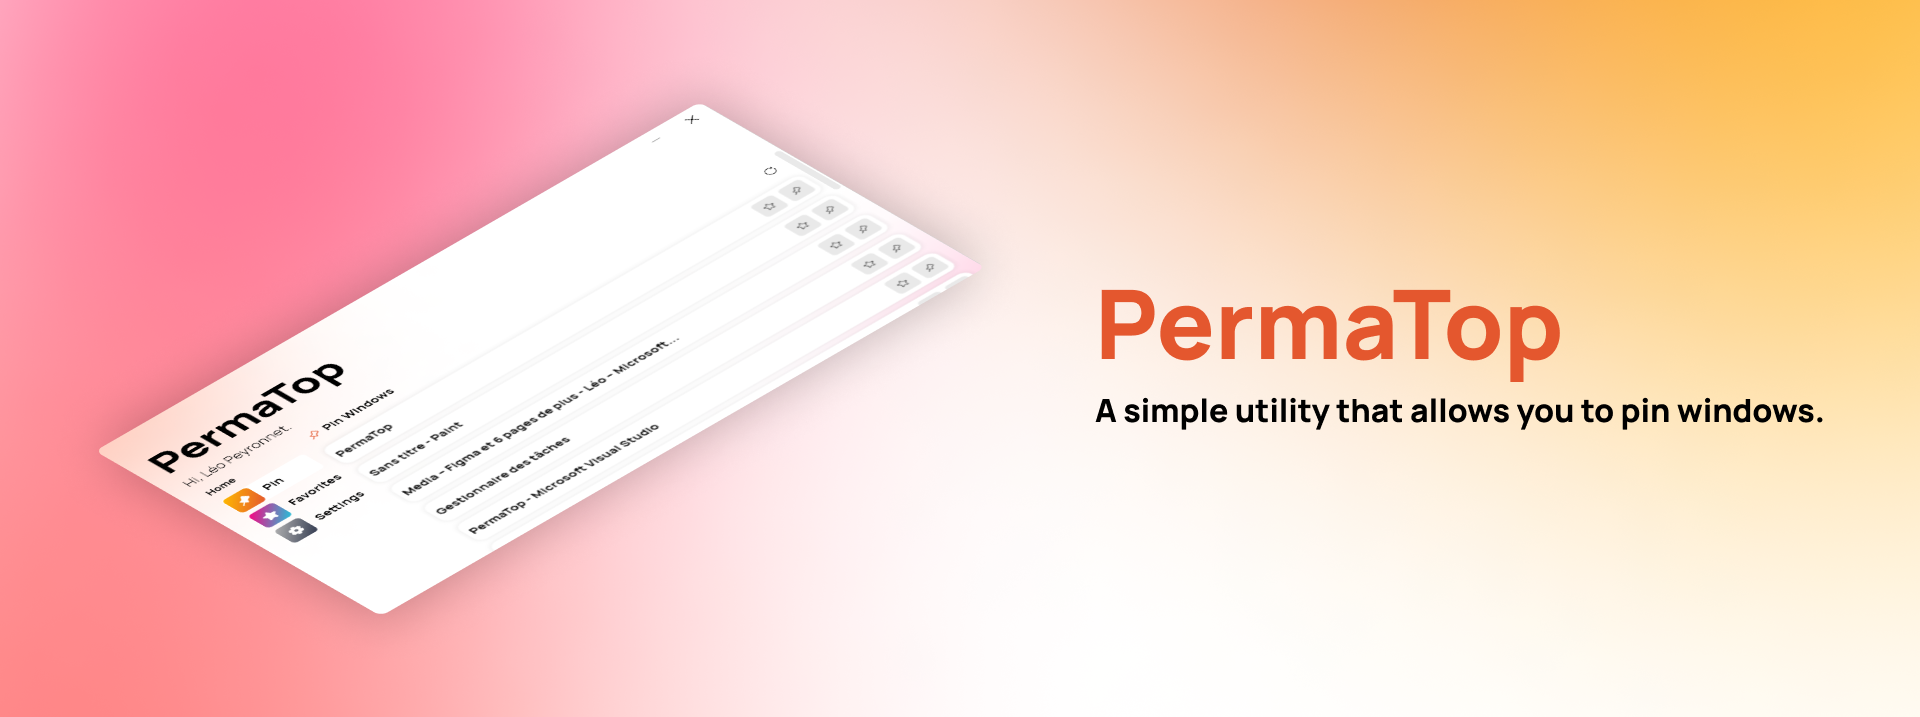 PermaTop
Hi, Léo Peyronnet.
Home
Pin
Favorites
Settings
Pin Windows
PermaTop
Sans titre - Paint
Media – Figma et 6 pages de plus - Léo – Microsoft...
Gestionnaire des tâches
PermaTop - Microsoft Visual Studio
PermaTop
A simple utility that allows you to pin windows.